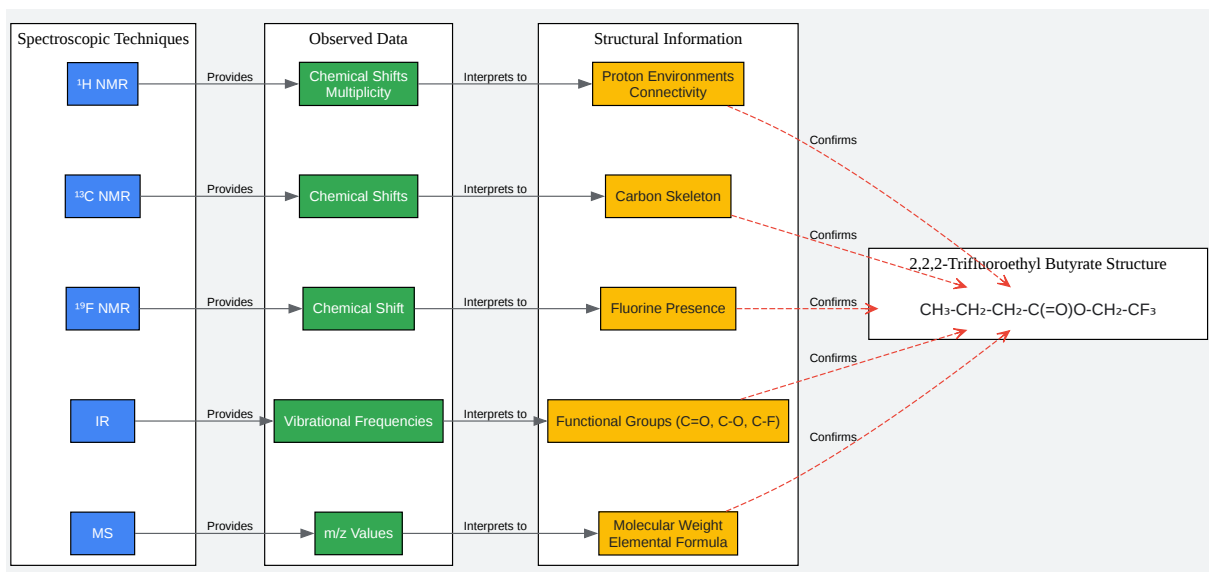 Spectroscopic Techniques
Observed Data
Structural Information
¹H NMR
Provides
Chemical Shifts
Multiplicity
Interprets to
Proton Environments
Connectivity
Confirms
¹³C NMR
Provides
Chemical Shifts
Interprets to
Carbon Skeleton
Confirms
2,2,2-Trifluoroethyl Butyrate Structure
CH₃-CH₂-CH₂-C(=O)O-CH₂-CF₃
¹⁹F NMR
Provides
Chemical Shift
Interprets to
Fluorine Presence
Confirms
IR
Provides
Vibrational Frequencies
Interprets to
Functional Groups (C=O, C-O, C-F)
Confirms
MS
Provides
m/z Values
Interprets to
Molecular Weight
Elemental Formula
Confirms